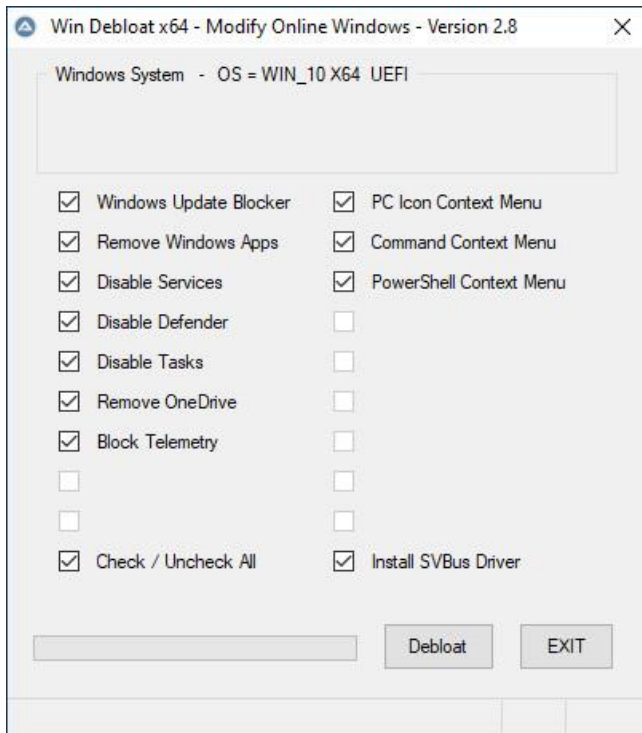 Win Debloat x64 - Modify Online Windows - Version 2.8
Windows System - OS = WIN_10 X64 UEFI
Windows Update Blocker
PC Icon Context Menu
Remove Windows Apps
Command Context Menu
Disable Services
PowerShell Context Menu
Disable Defender
Disable Tasks
Remove OneDrive
Block Telemetry
Check / Uncheck All
Install SVBus Driver
Debloat
EXIT